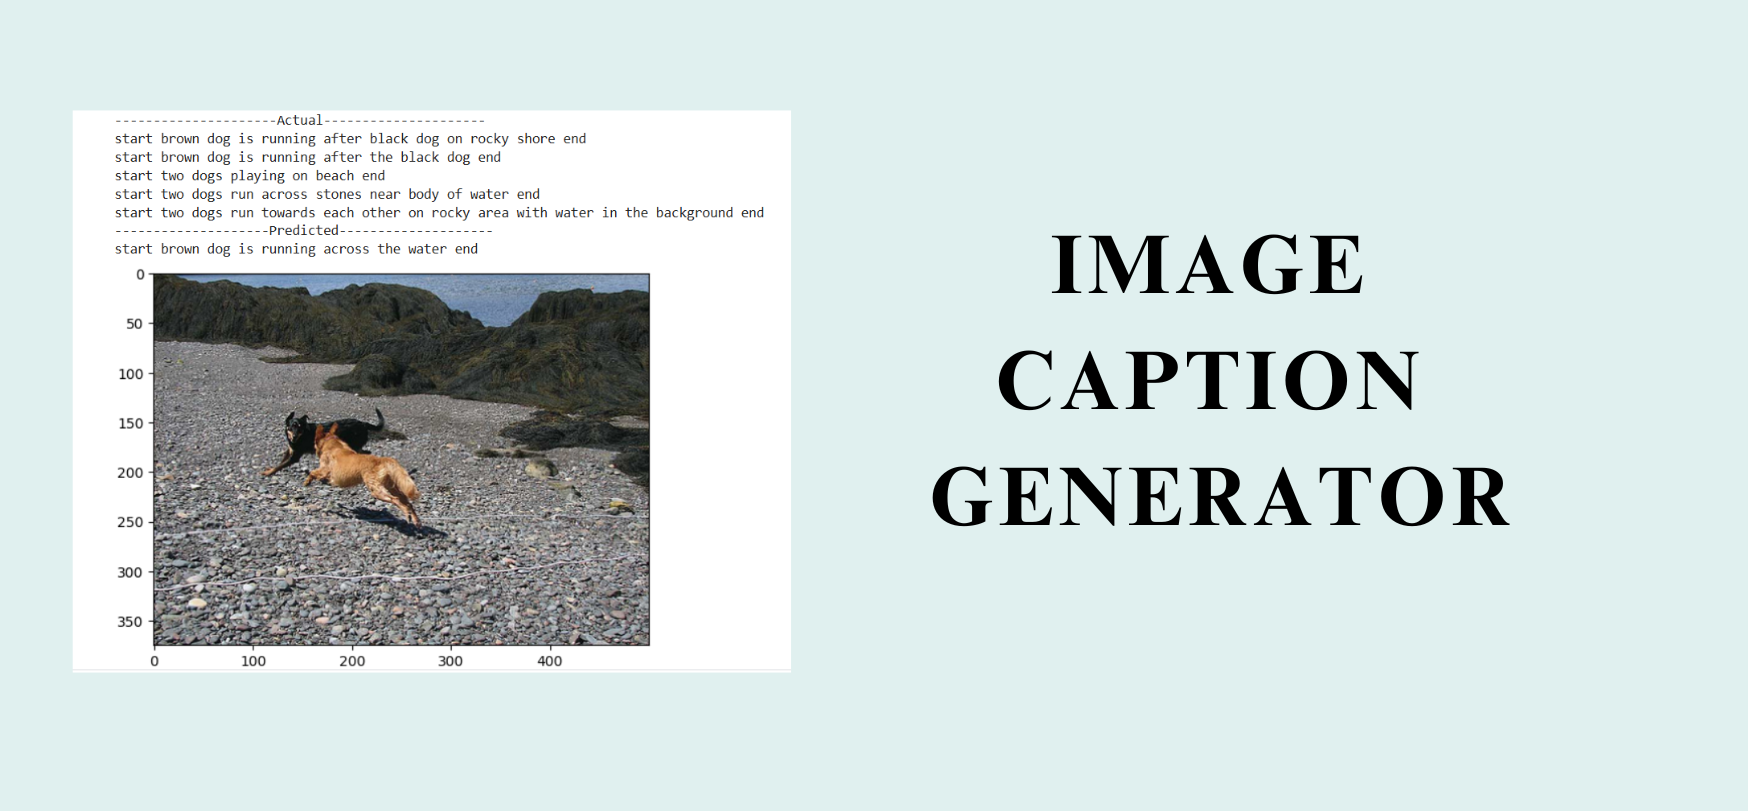 ---------------------Actual---------------------
start brown dog is running after black dog on rocky shore end
start brown dog is running after the black dog end
start two dogs playing on beach end
start two dogs run across stones near body of water end
start two dogs run towards each other on rocky area with water in the background end
--------------------Predicted--------------------
start brown dog is running across the water end
0
50
100
150
200
250
300
350
0 100 200 300 400
IMAGE
CAPTION
GENERATOR